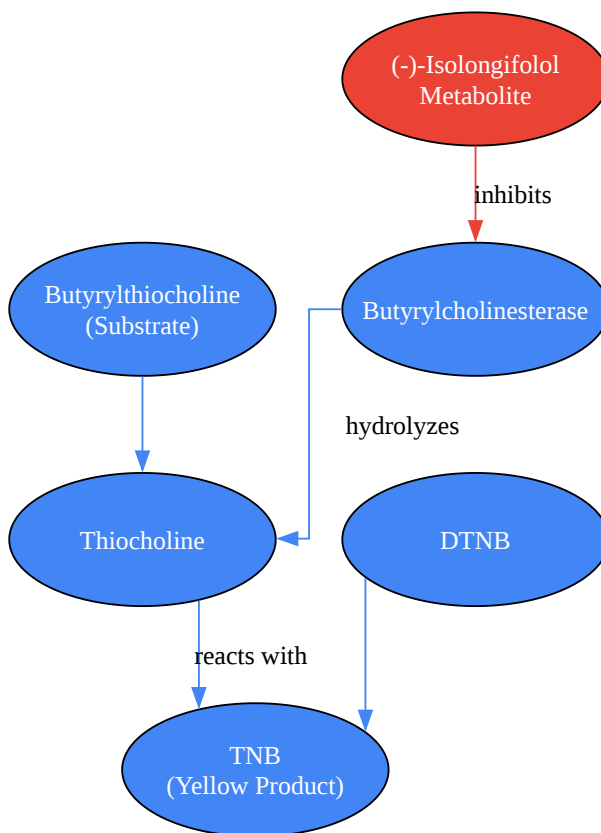 (-)-Isolongifolol
Metabolite
inhibits
Butyrylthiocholine
(Substrate)
Butyrylcholinesterase
hydrolyzes
Thiocholine
DTNB
reacts with
TNB
(Yellow Product)